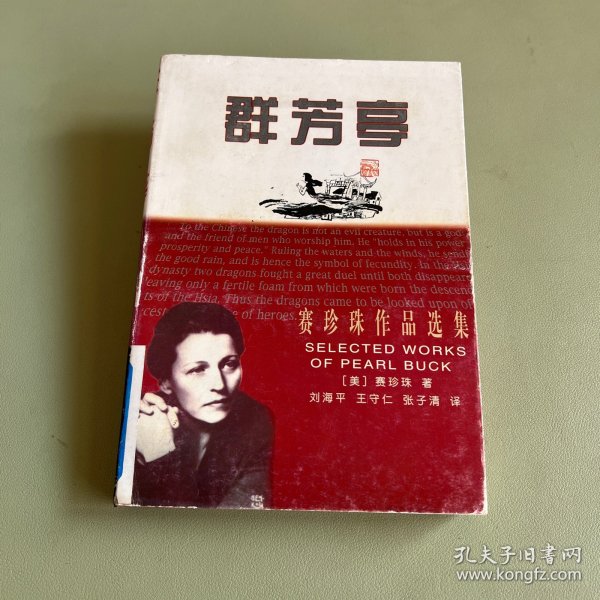 群芳亭
To the Chinese the dragon is not an evil creature, but is a god
and the friend of men who worship him. He "holds in his power
prosperity and peace." Ruling the waters and the winds, he sends
the good rain, and is hence the symbol of fecundity. In the
dynasty two dragons fought a great duel until both disappeared
leaving only a fertile foam from which were born the descen
ts of the Hsia. Thus the dragons came to be looked upon
cest e of heroes.
赛珍珠作品选集
SELECTED WORKS
OF PEARL BUCK
[美] 赛珍珠 著
刘海平 王守仁 张子清 译
孔夫子旧书网
www.kongfz.com